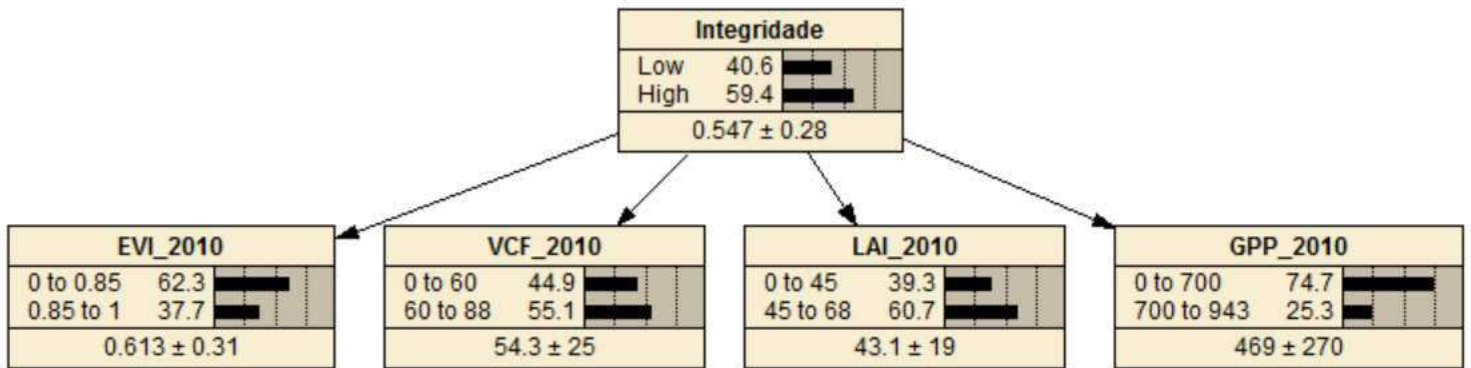 Integridade
Low 40.6
High 59.4
0.547 ± 0.28
EVI_2010
0 to 0.85 62.3
0.85 to 1 37.7
0.613 ± 0.31
VCF_2010
0 to 60 44.9
60 to 88 55.1
54.3 ± 25
LAI_2010
0 to 45 39.3
45 to 68 60.7
43.1 ± 19
GPP_2010
0 to 700 74.7
700 to 943 25.3
469 ± 270